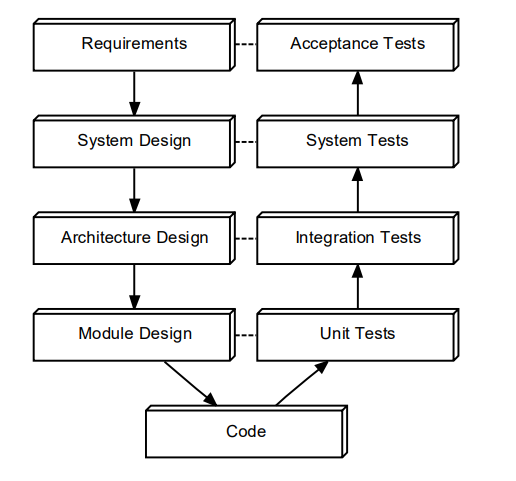 Requirements
Acceptance Tests
System Design
System Tests
Architecture Design
Integration Tests
Module Design
Unit Tests
Code